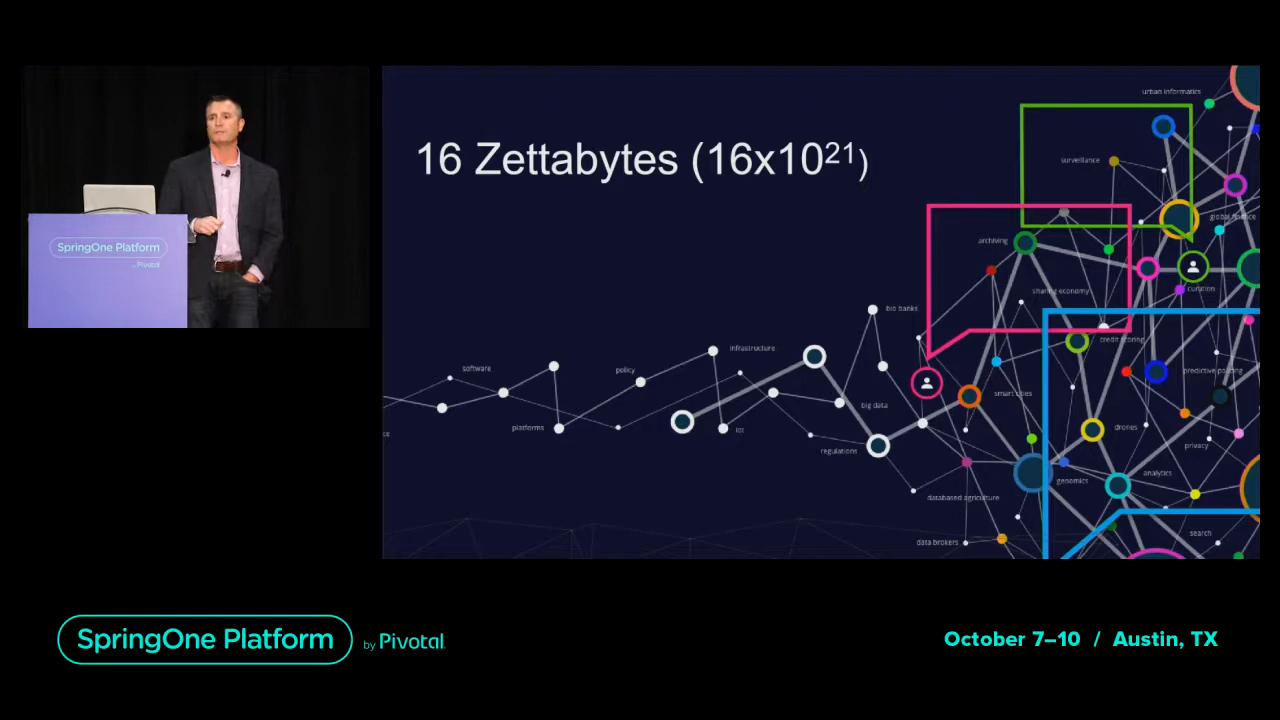 SpringOne Platform
by Pivotal
16 Zettabytes (16x10²¹)
urban informatics
surveillance
global finance
archiving
curation
sharing economy
bio banks
credit scoring
infrastructure
software
policy
predictive policing
smart cities
big data
platforms
iot
drones
regulations
privacy
analytics
genomics
databased agriculture
search
data brokers
SpringOne Platform by Pivotal.
October 7–10 / Austin, TX